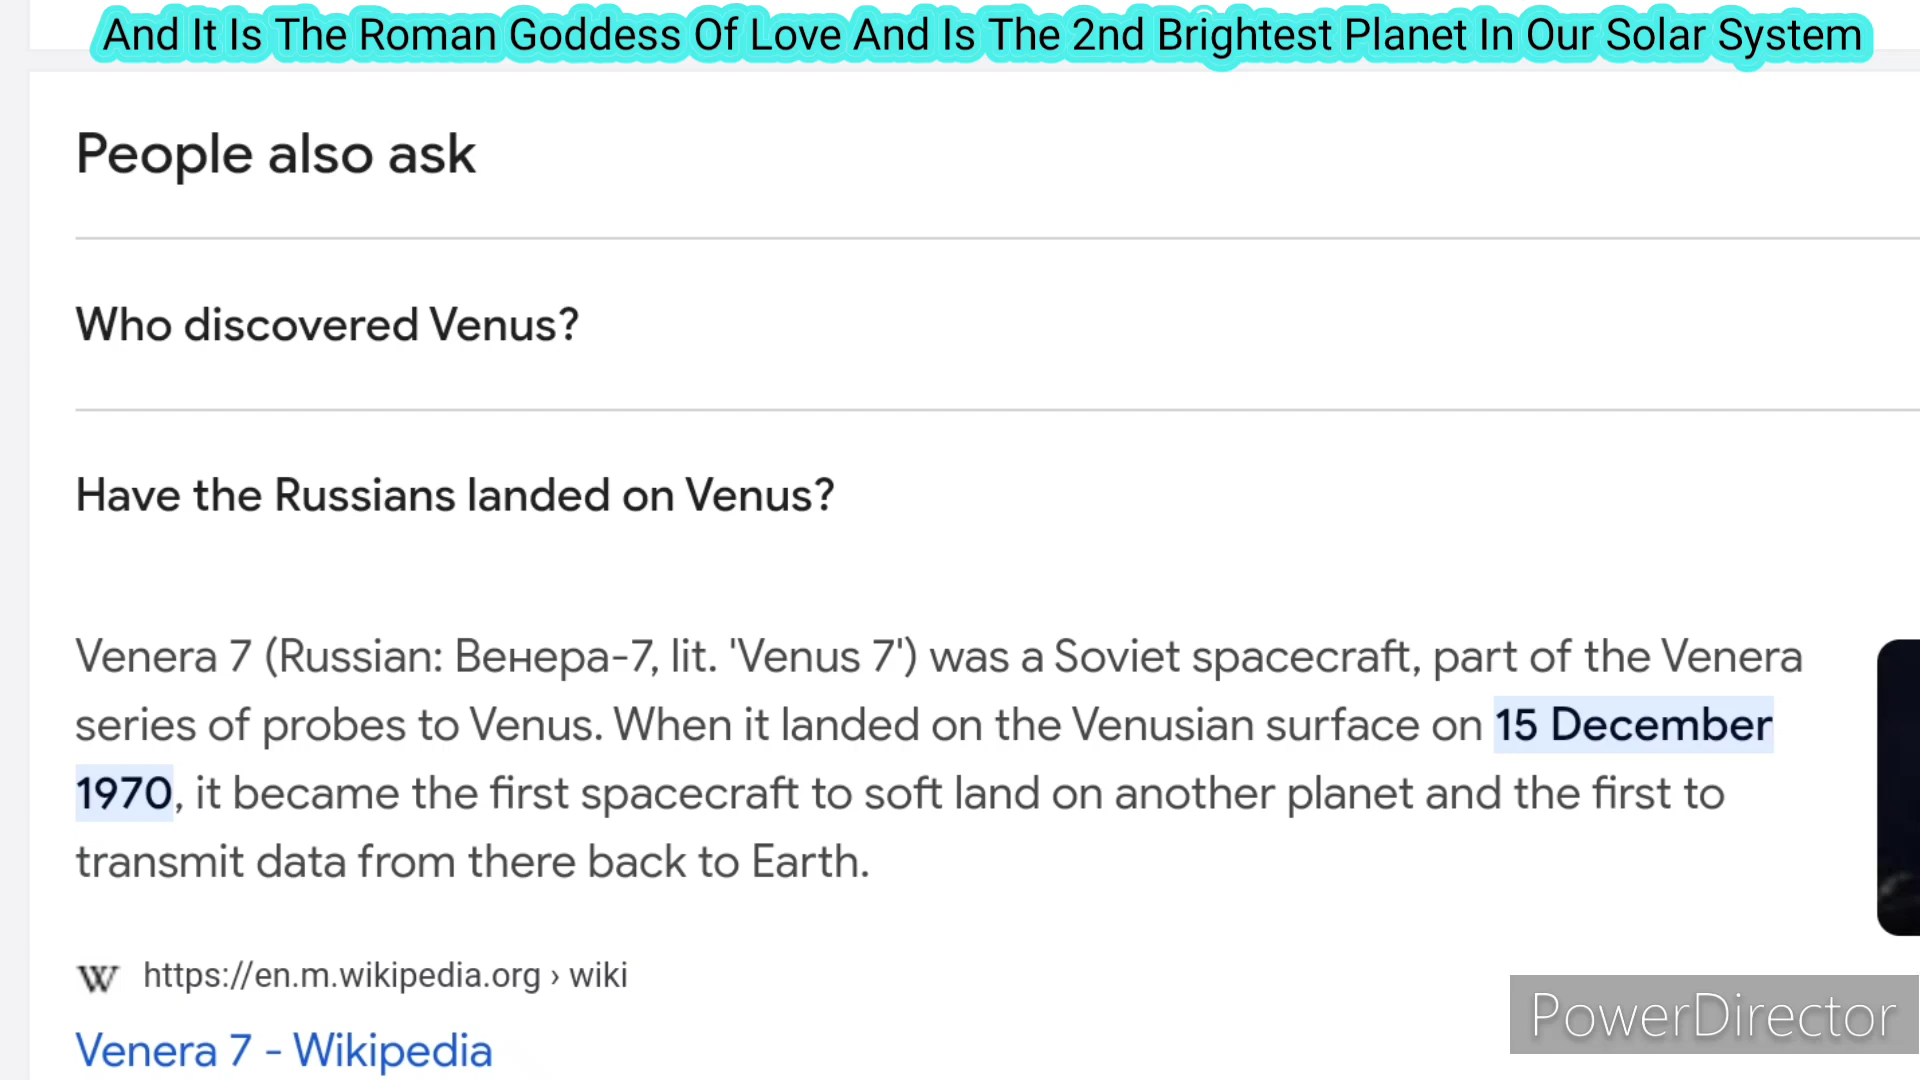 And It Is The Roman Goddess Of Love And Is The 2nd Brightest Planet In Our Solar System
People also ask
Who discovered Venus?
Have the Russians landed on Venus?
Venera 7 (Russian: Венера-7, lit. 'Venus 7') was a Soviet spacecraft, part of the Venera
series of probes to Venus. When it landed on the Venusian surface on 15 December
1970, it became the first spacecraft to soft land on another planet and the first to
transmit data from there back to Earth.
W https://en.m.wikipedia.org › wiki
PowerDirector
Venera 7 - Wikipedia